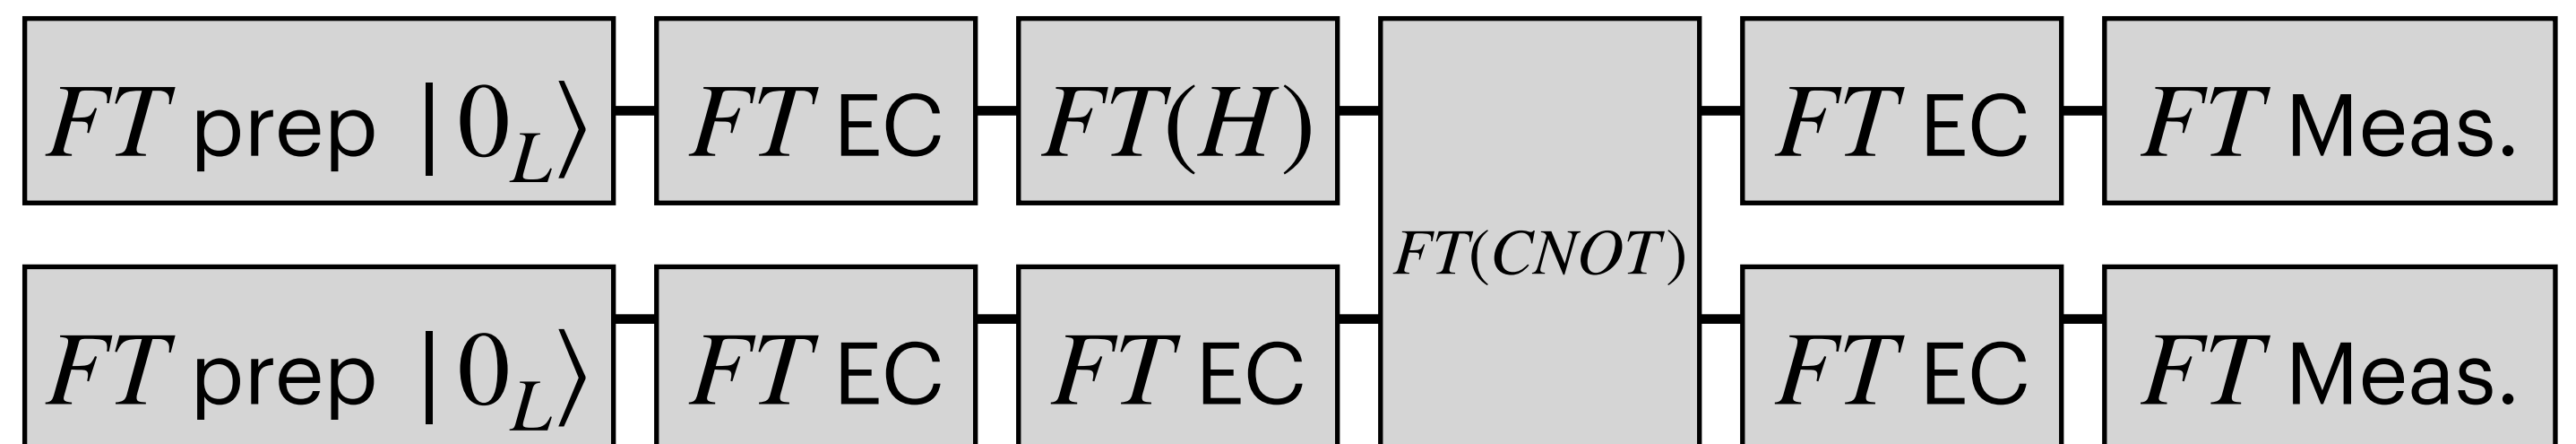 FT prep |0_L⟩ FT EC FT(H) FT EC FT Meas.
FT(CNOT)
FT prep |0_L⟩ FT EC FT EC FT EC FT Meas.